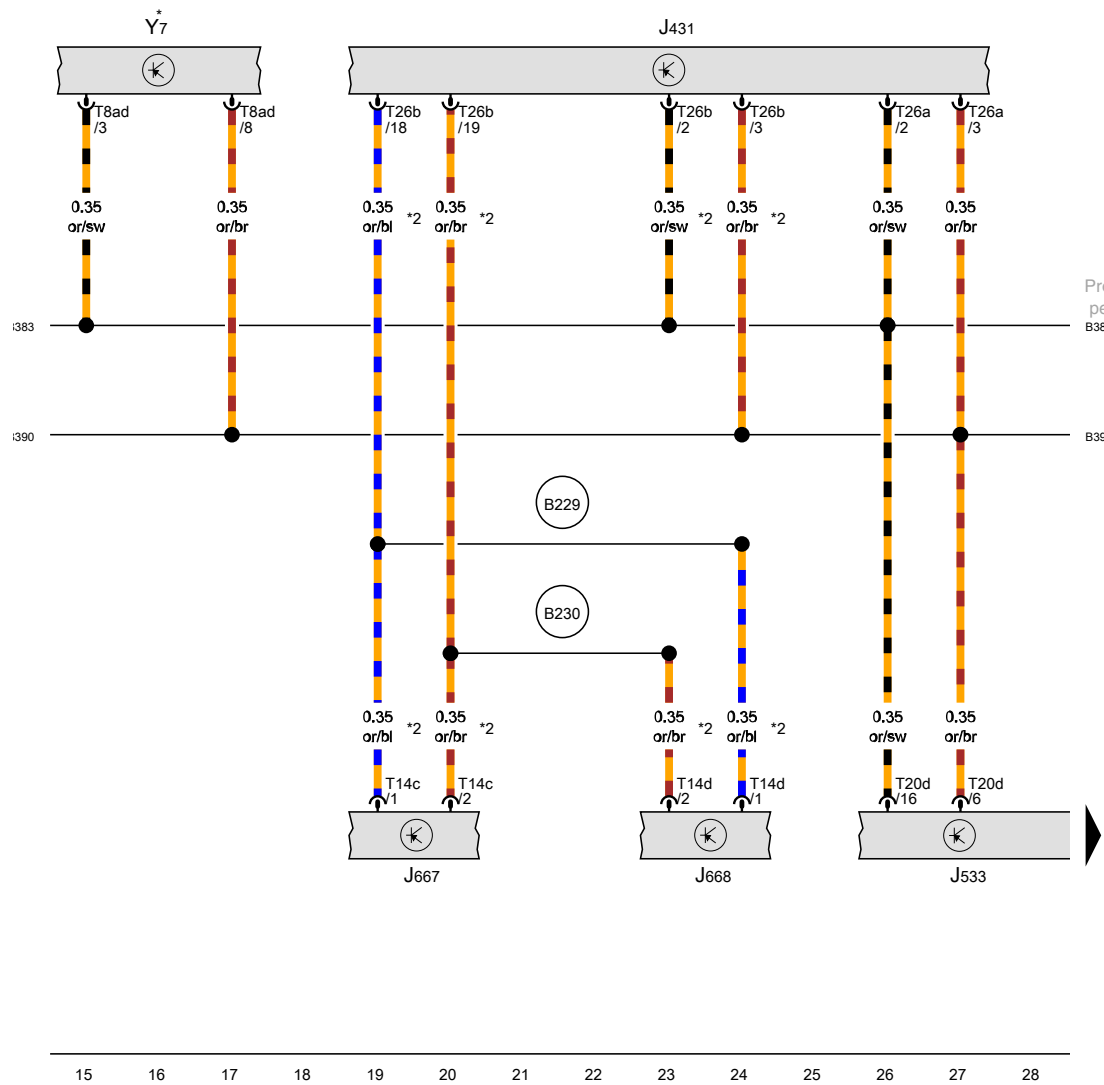 *
Y7
J431
T8ad
/3
T8ad
/8
T26b
/18
T26b
/19
T26b
/2
T26b
/3
T26a
/2
T26a
/3
0.35
or/sw
0.35
or/br
0.35
or/bl *2
0.35
or/br *2
0.35
or/sw *2
0.35
or/br *2
0.35
or/sw
0.35
or/br
B229
B230
0.35
or/bl *2
0.35
or/br *2
0.35
or/br *2
0.35
or/bl *2
0.35
or/sw
0.35
or/br
T14c
/1
T14c
/2
T14d
/2
T14d
/1
T20d
/16
T20d
/6
J667
J668
J533
15 16 17 18 19 20 21 22 23 24 25 26 27 28